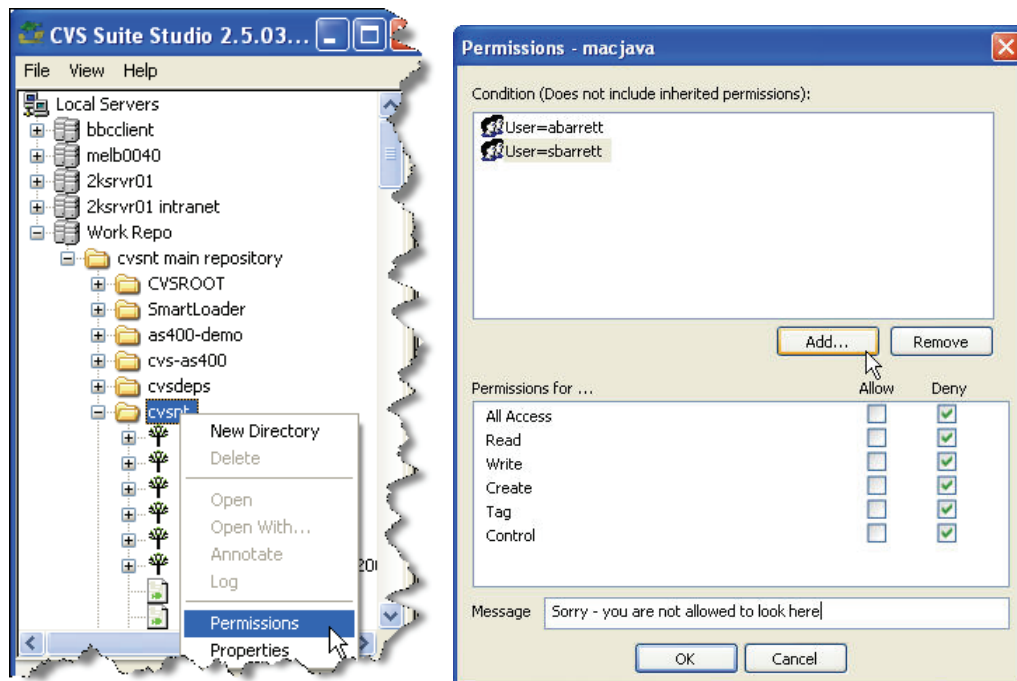 CVS Suite Studio 2.5.03...
File View Help
Local Servers
bbcclient
melb0040
2ksrvr01
2ksrvr01 intranet
Work Repo
cvsnt main repository
CVSROOT
SmartLoader
as400-demo
cvs-as400
cvsdeps
cvsnt
New Directory
Delete
Open
Open With...
Annotate
Log
Permissions
Properties
Permissions - macjava
Condition (Does not include inherited permissions):
User=abarrett
User=sbarrett
Add... Remove
Permissions for ... Allow Deny
All Access
Read
Write
Create
Tag
Control
Message Sorry - you are not allowed to look here
OK Cancel